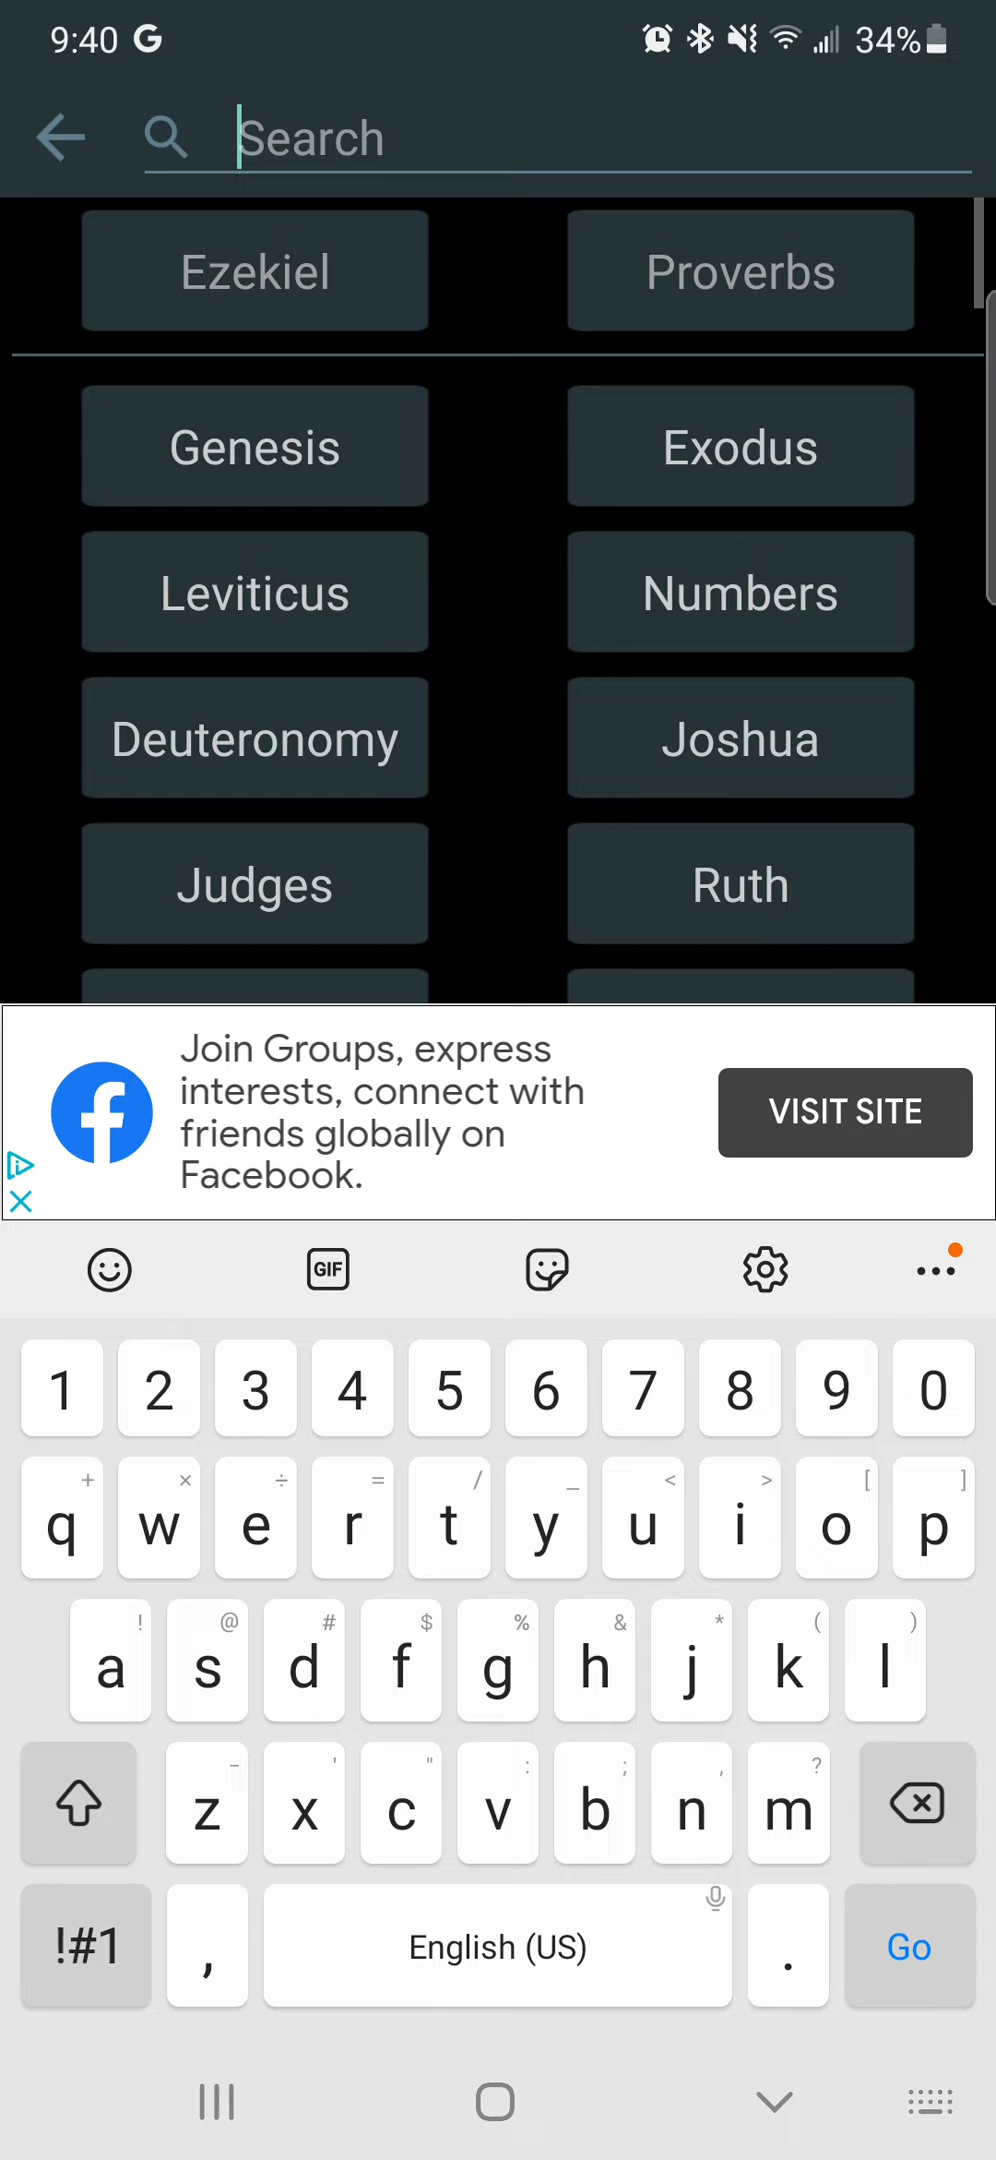 9:40 G 34%
Search
Ezekiel Proverbs
Genesis Exodus
Leviticus Numbers
Deuteronomy Joshua
Judges Ruth
Join Groups, express
interests, connect with
friends globally on
Facebook.
VISIT SITE
GIF
1 2 3 4 5 6 7 8 9 0
+ × ÷ = / _ < > [ ]
q w e r t y u i o p
! @ # $ % & * ( )
a s d f g h j k l
- ' " : ; , ?
z x c v b n m
!#1 , English (US) . Go